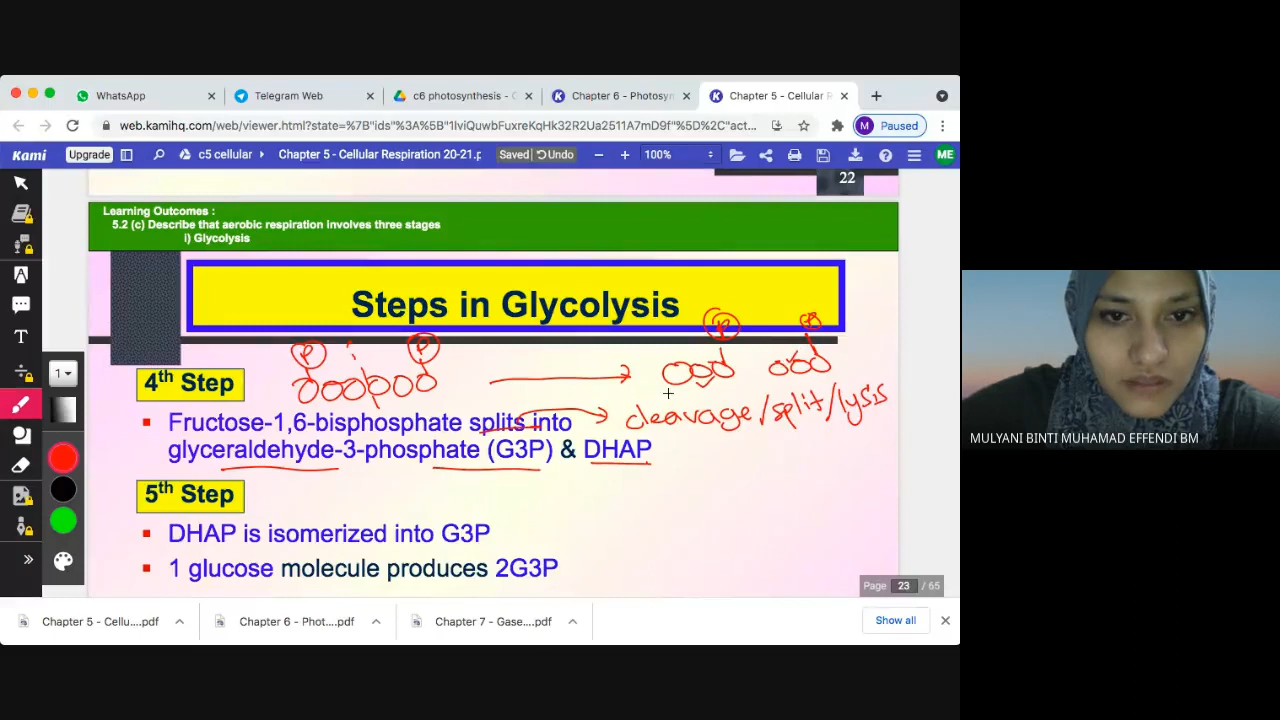 WhatsApp
Telegram Web
c6 photosynthesis - G
Chapter 6 - Photosyn
Chapter 5 - Cellular R
web.kamihq.com/web/viewer.html?state=%7B"ids"%3A%5B"1lviQuwbFuxreKqHk32R2Ua2511A7mD9f"%5D%2C"act...
M Paused
Kami
Upgrade
c5 cellular
Chapter 5 - Cellular Respiration 20-21.p
Saved
Undo
100%
ME
22
Learning Outcomes :
5.2 (c) Describe that aerobic respiration involves three stages
i) Glycolysis
Steps in Glycolysis
P P P P
4th Step
Fructose-1,6-bisphosphate splits into
cleavage/split/lysis
glyceraldehyde-3-phosphate (G3P) & DHAP
5th Step
DHAP is isomerized into G3P
1 glucose molecule produces 2G3P
T
1
Page 23 / 65
Chapter 5 - Cellu....pdf
Chapter 6 - Phot....pdf
Chapter 7 - Gase....pdf
Show all
MULYANI BINTI MUHAMAD EFFENDI BM